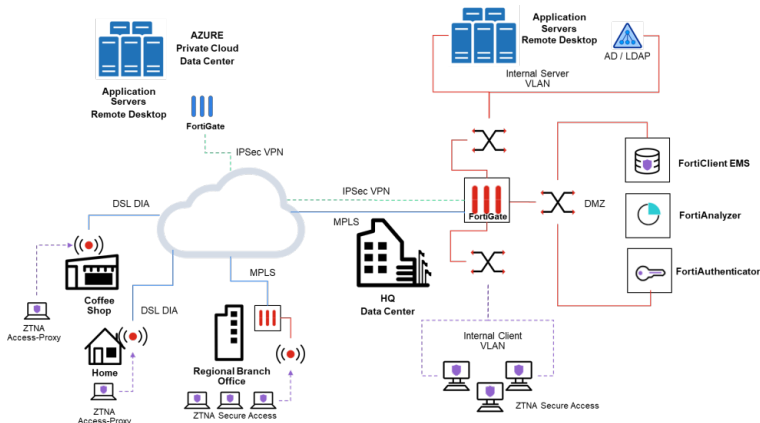 AZURE
Private Cloud
Data Center
Application
Servers
Remote Desktop
FortiGate
IPSec VPN
Application
Servers
Remote Desktop
AD / LDAP
Internal Server
VLAN
DSL DIA
IPSec VPN
MPLS
FortiGate
DMZ
FortiClient EMS
FortiAnalyzer
FortiAuthenticator
HQ
Data Center
Coffee
Shop
ZTNA
Access-Proxy
DSL DIA
Home
ZTNA
Access-Proxy
MPLS
Regional Branch
Office
ZTNA Secure Access
Internal Client
VLAN
ZTNA Secure Access